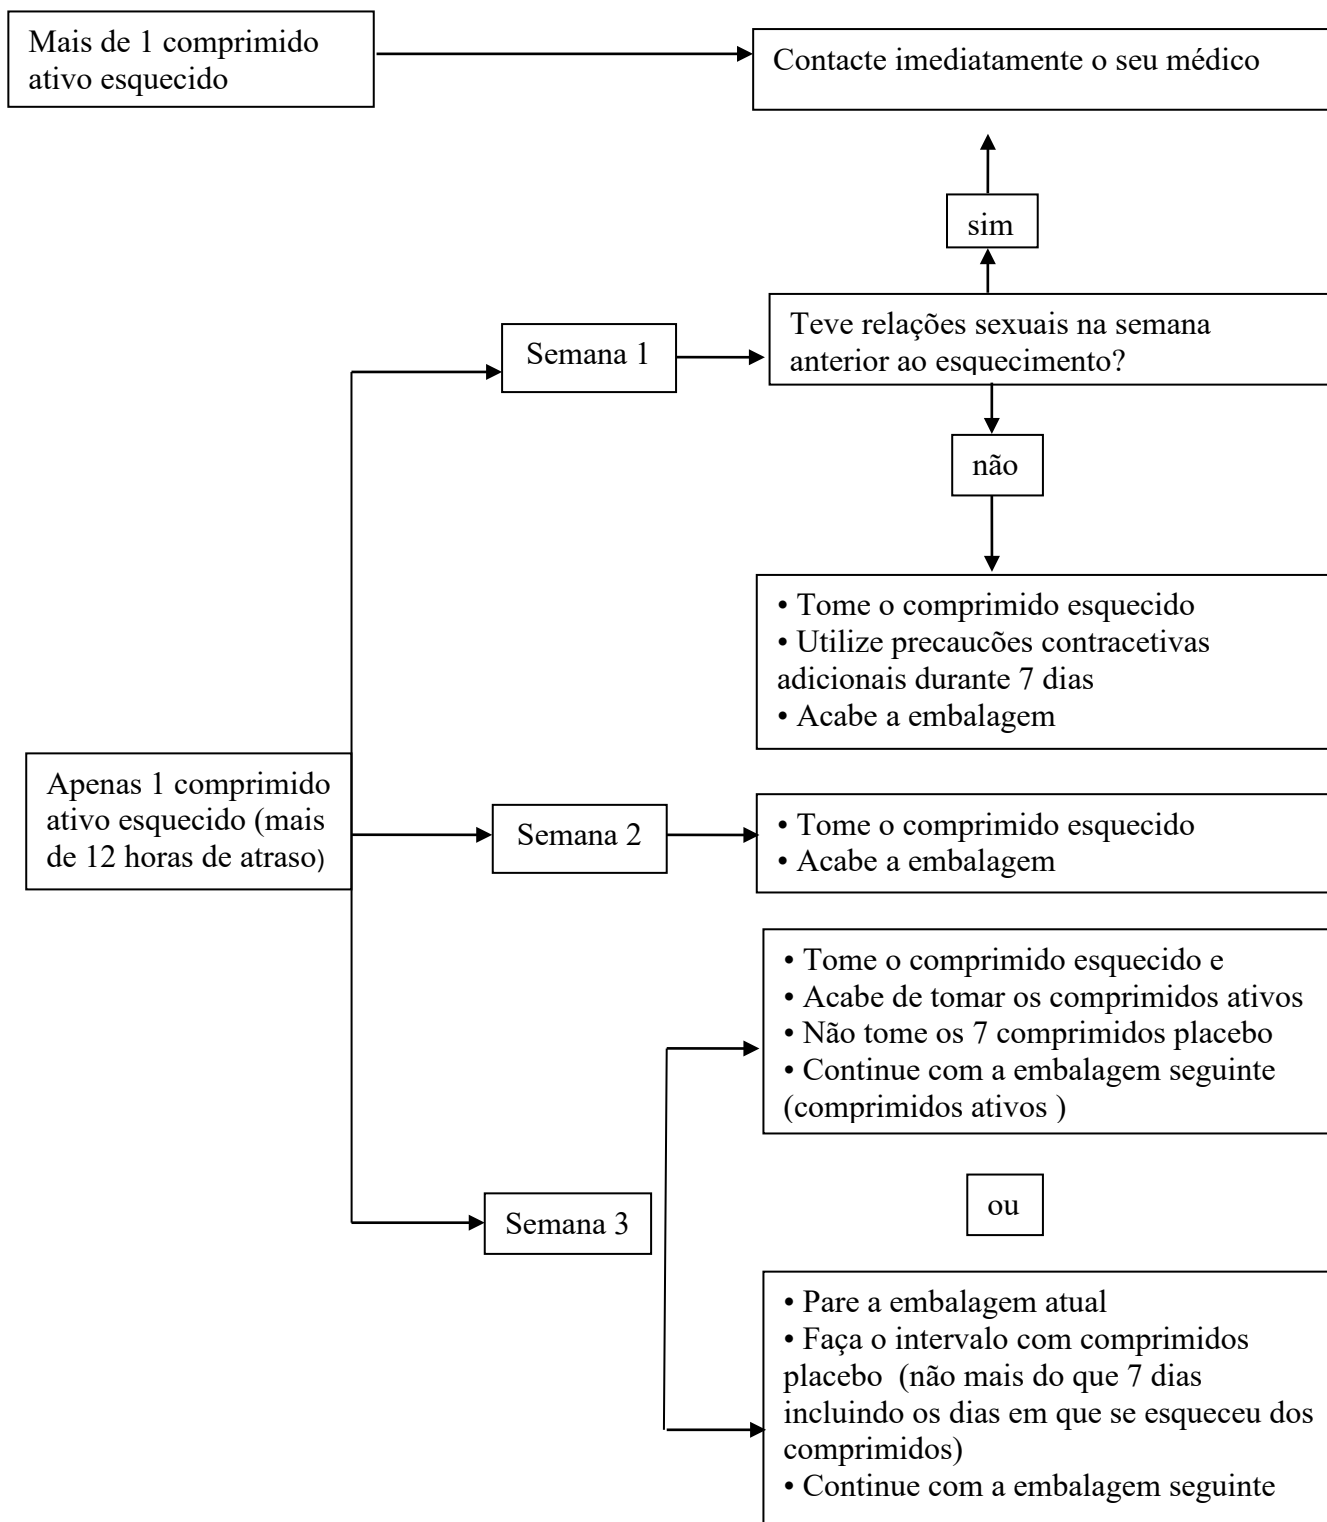 Mais de 1 comprimido
ativo esquecido
Contacte imediatamente o seu médico
sim
Semana 1
Teve relações sexuais na semana
anterior ao esquecimento?
não
• Tome o comprimido esquecido
• Utilize precaucões contracetivas
adicionais durante 7 dias
• Acabe a embalagem
Apenas 1 comprimido
ativo esquecido (mais
de 12 horas de atraso)
Semana 2
• Tome o comprimido esquecido
• Acabe a embalagem
Semana 3
• Tome o comprimido esquecido e
• Acabe de tomar os comprimidos ativos
• Não tome os 7 comprimidos placebo
• Continue com a embalagem seguinte
(comprimidos ativos )
ou
• Pare a embalagem atual
• Faça o intervalo com comprimidos
placebo  (não mais do que 7 dias
incluindo os dias em que se esqueceu dos
comprimidos)
• Continue com a embalagem seguinte